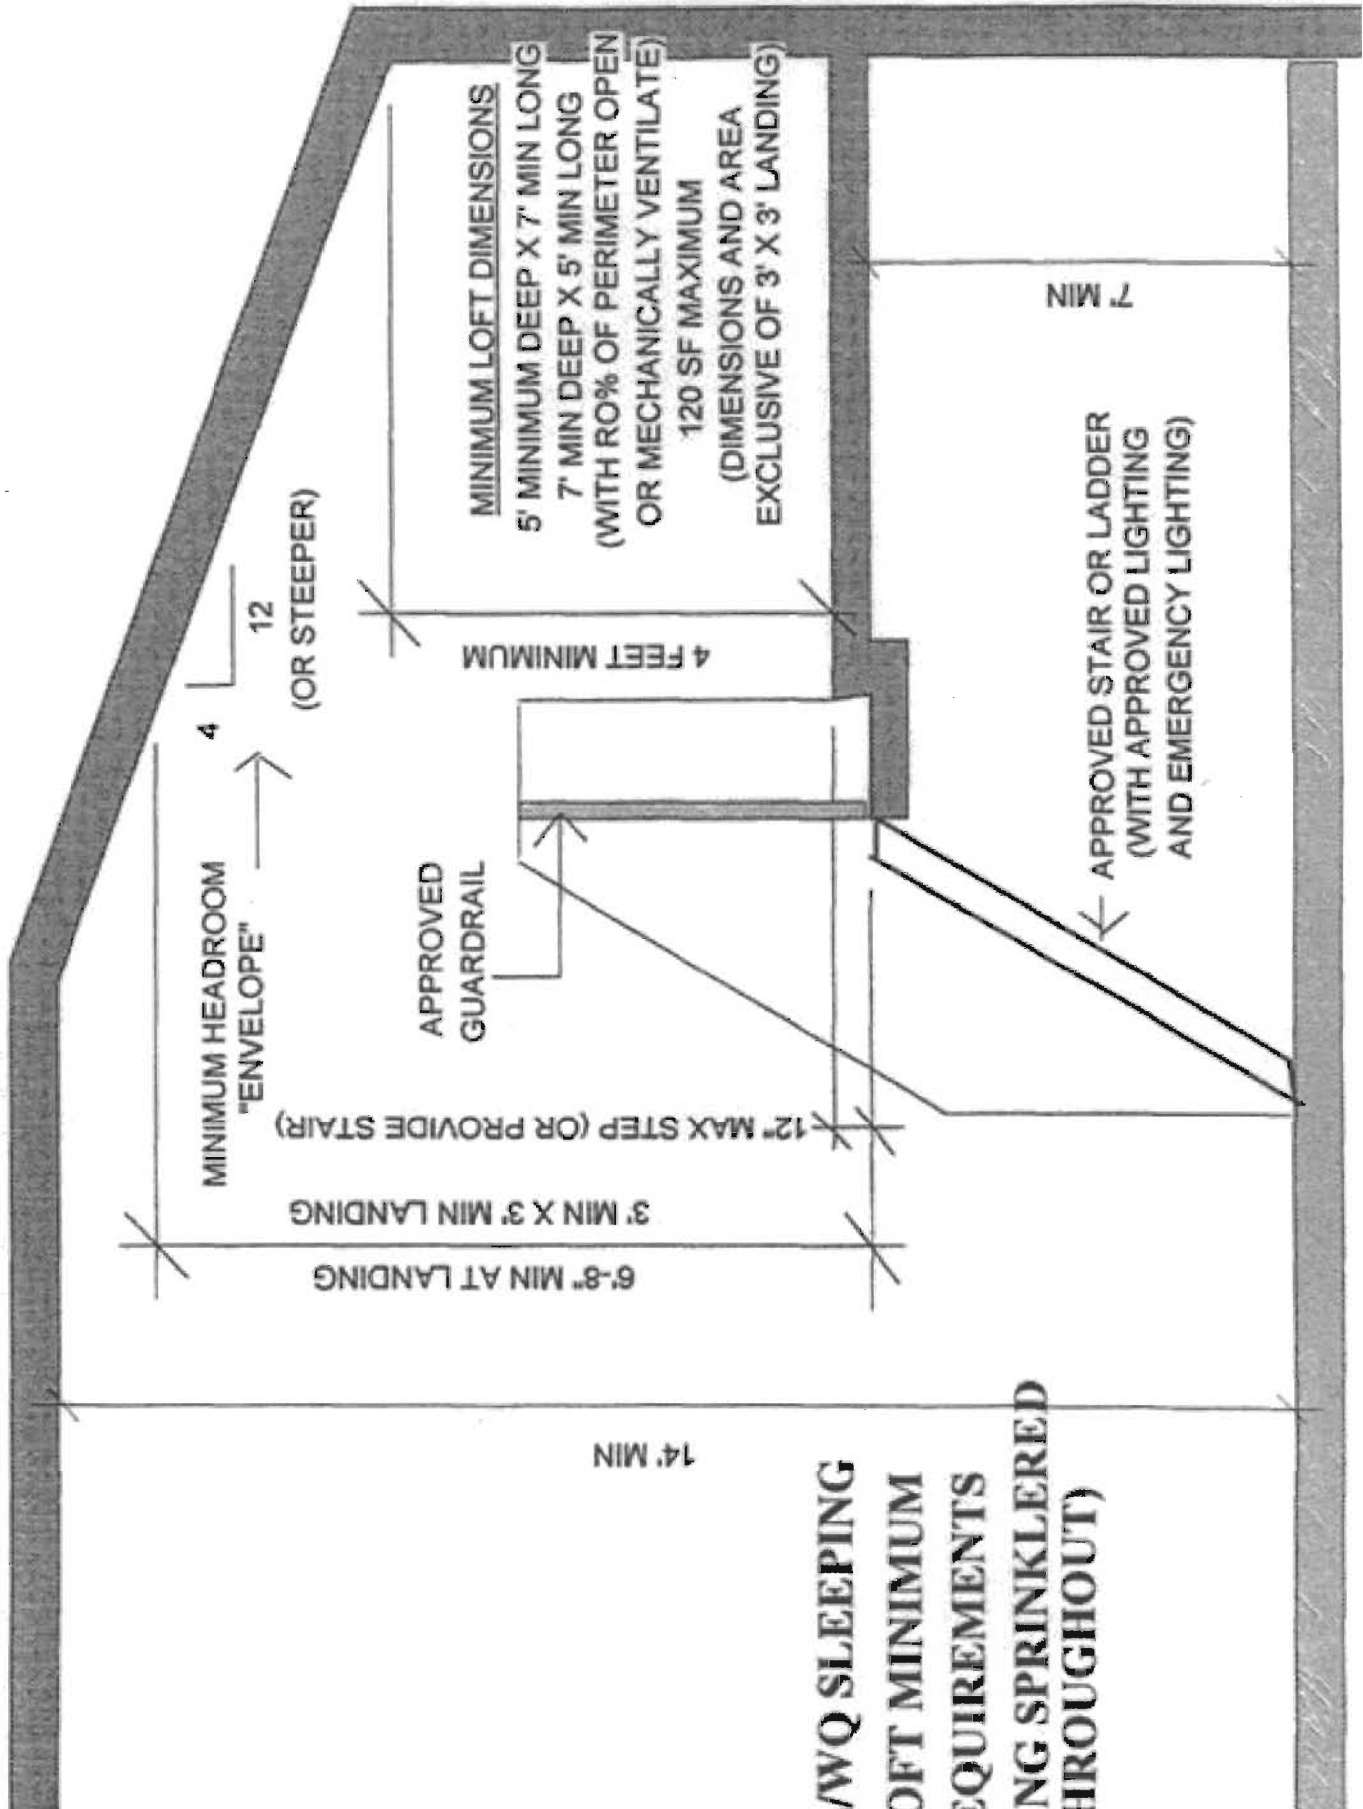 4
12
(OR STEEPER)
MINIMUM HEADROOM
"ENVELOPE"
MINIMUM LOFT DIMENSIONS
5' MINIMUM DEEP X 7' MIN LONG
7' MIN DEEP X 5' MIN LONG
(WITH RO% OF PERIMETER OPEN
OR MECHANICALLY VENTILATE)
120 SF MAXIMUM
(DIMENSIONS AND AREA
EXCLUSIVE OF 3' X 3' LANDING)
4 FEET MINIMUM
APPROVED
GUARDRAIL
12" MAX STEP (OR PROVIDE STAIR)
3' MIN X 3' MIN LANDING
6'-8" MIN AT LANDING
14' MIN
7' MIN
APPROVED STAIR OR LADDER
(WITH APPROVED LIGHTING
AND EMERGENCY LIGHTING)
/WQ SLEEPING
OFT MINIMUM
EQUIREMENTS
NG SPRINKLERED
HROUGHOUT)